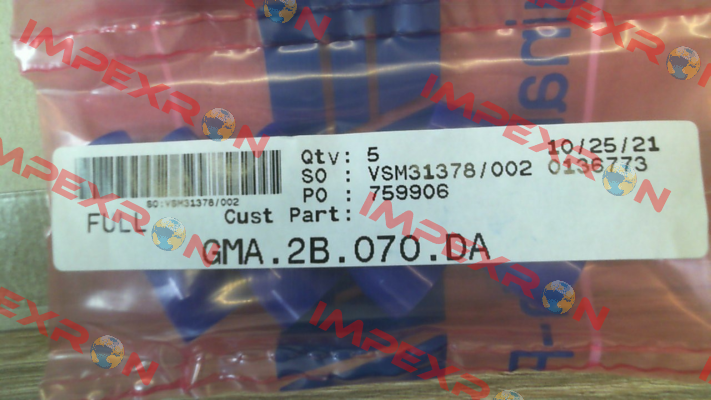 IMPEXRON
Qty: 5 10/25/21
SO : VSM31378/002 0136773
SO:VSM31378/002
PO : 759906
FULL Cust Part:
GMA.2B.070.DA
IMPEXRON
IMPEXRON
IMPEXRON
IMPEXRON